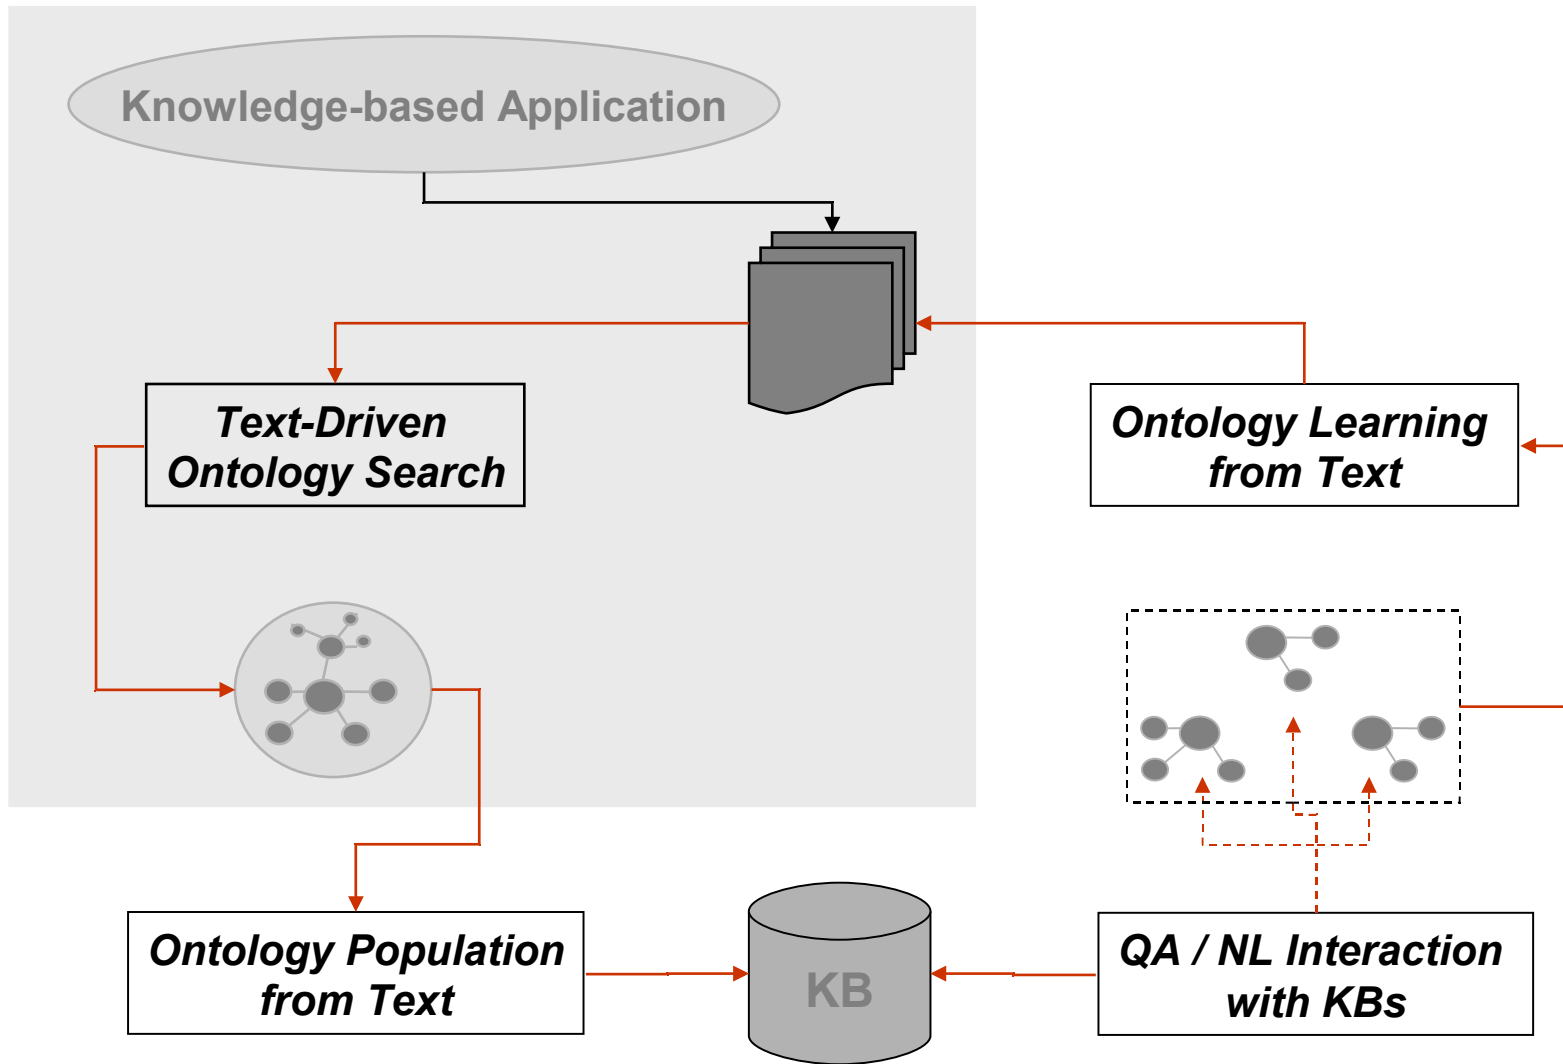 Knowledge-based Application
Text-Driven
Ontology Search
Ontology Learning
from Text
Ontology Population
from Text
KB
QA / NL Interaction
with KBs